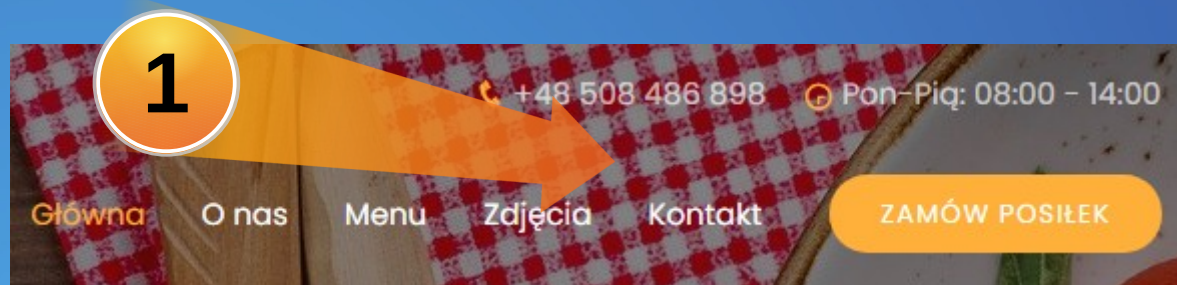 1
+48 508 486 898 Pon-Pią: 08:00 - 14:00
Główna O nas Menu Zdjęcia Kontakt ZAMÓW POSIŁEK